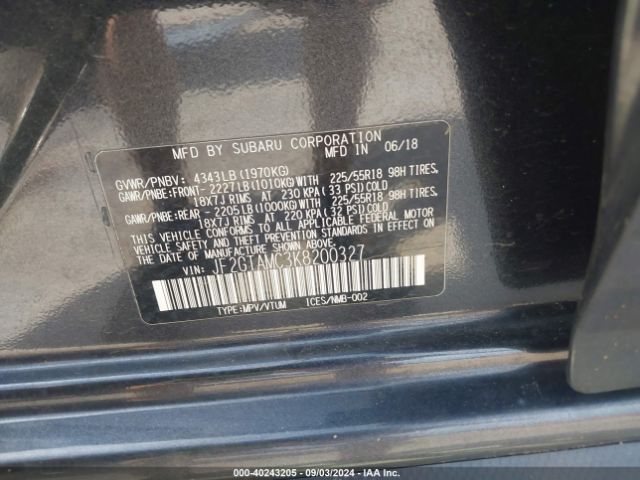 MFD BY SUBARU CORPORATION
MFD IN 06/18
GVWR/PNBV: 4343LB(1970KG)
GAWR/PNBE:FRONT- 2227LB(1010KG)WITH 225/55R18 98H TIRES,
18X7J RIMS AT 230 KPA(33 PSI)COLD
GAWR/PNBE:REAR - 2205LB(1000KG)WITH 225/55R18 98H TIRES,
18X7J RIMS AT 220 KPA(32 PSI)COLD
THIS VEHICLE CONFORMS TO ALL APPLICABLE FEDERAL MOTOR
VEHICLE SAFETY STANDARDS IN EFFECT ON
THE DATE OF MANUFACTURE SHOWN ABOVE.
VIN: JF2GTAMC3K8200327
TYPE:MPV/VTUM ICES/NMB-002
000-40243205 - 09/03/2024 - IAA Inc.